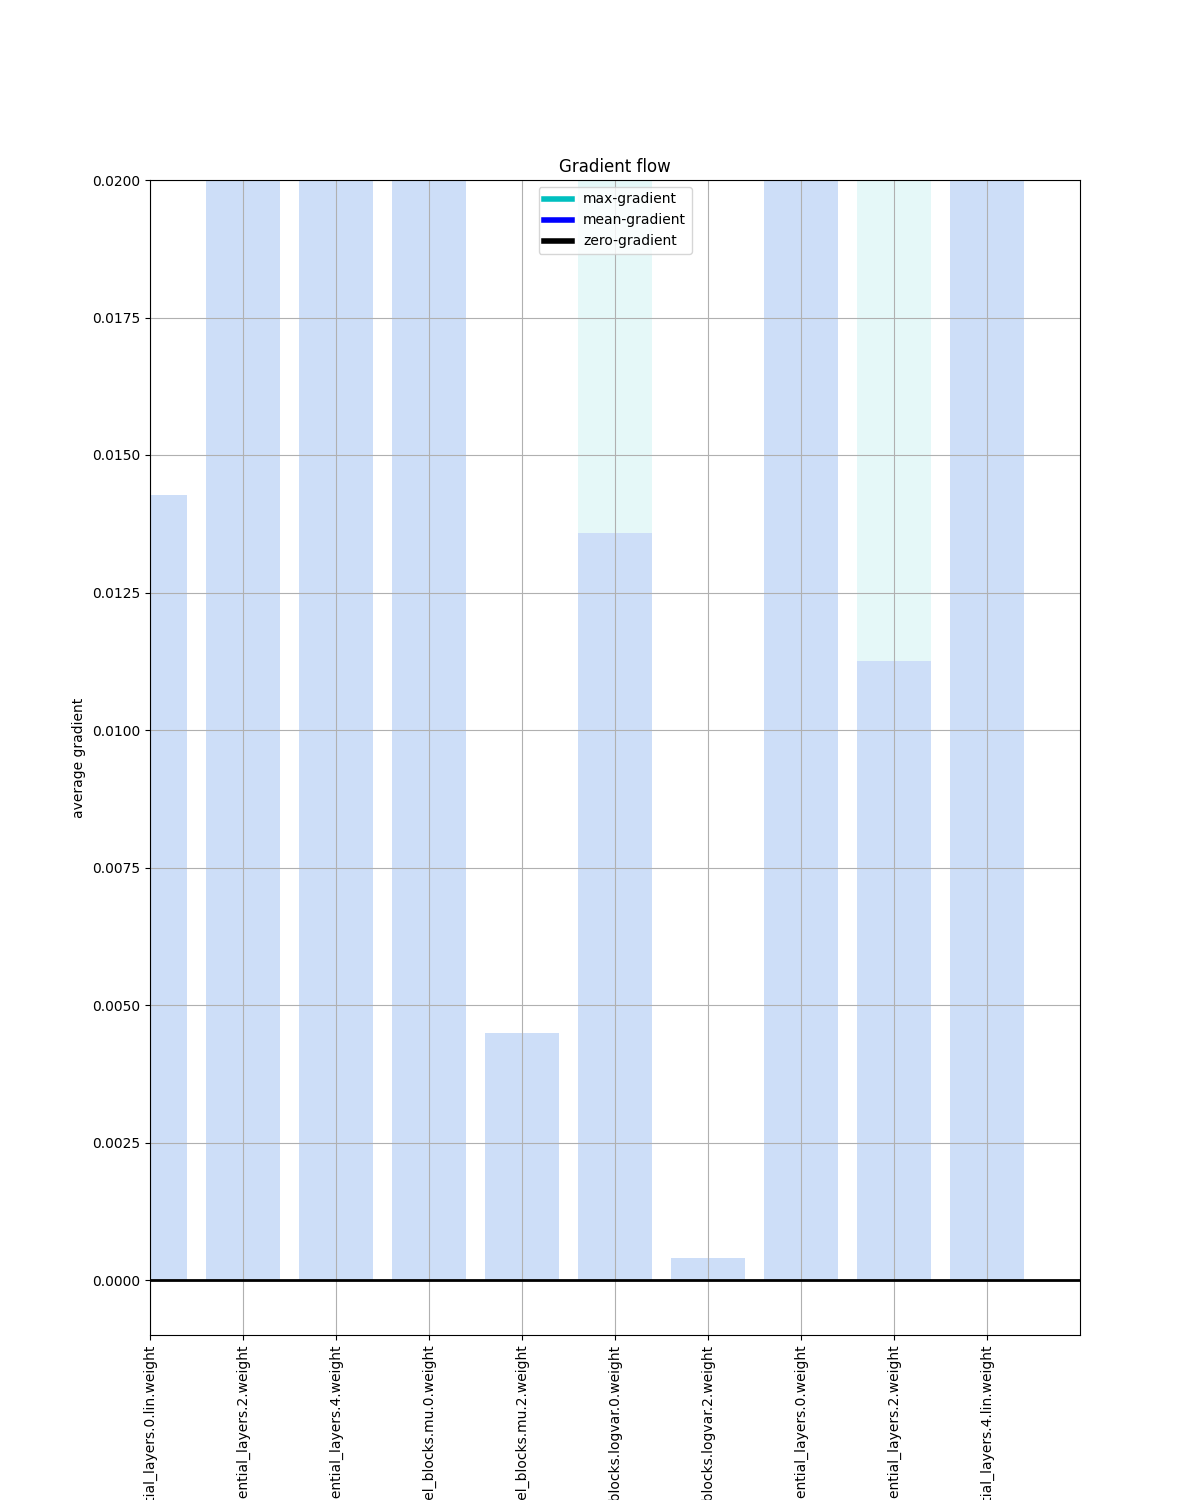 Gradient flow
max-gradient
mean-gradient
zero-gradient
0.0200
0.0175
0.0150
0.0125
0.0100
0.0075
0.0050
0.0025
0.0000
average gradient
tial_layers.0.lin.weight
ential_layers.2.weight
ential_layers.4.weight
el_blocks.mu.0.weight
el_blocks.mu.2.weight
blocks.logvar.0.weight
blocks.logvar.2.weight
ential_layers.0.weight
ential_layers.2.weight
tial_layers.4.lin.weight